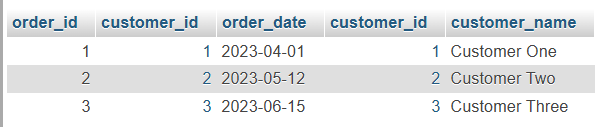 order_id customer_id order_date customer_id customer_name
1 1 2023-04-01 1 Customer One
2 2 2023-05-12 2 Customer Two
3 3 2023-06-15 3 Customer Three